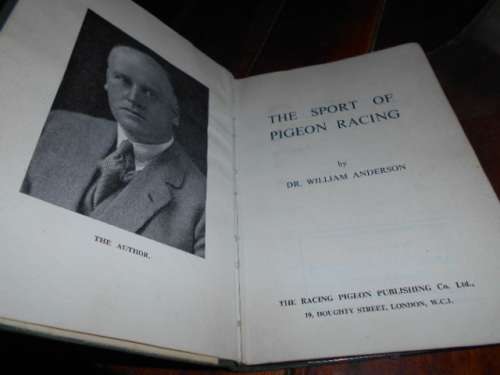 THE AUTHOR.
THE SPORT OF
PIGEON RACING
by
DR. WILLIAM ANDERSON
THE RACING PIGEON PUBLISHING Co. Ltd.,
19, DOUGHTY STREET, LONDON, W.C.1.